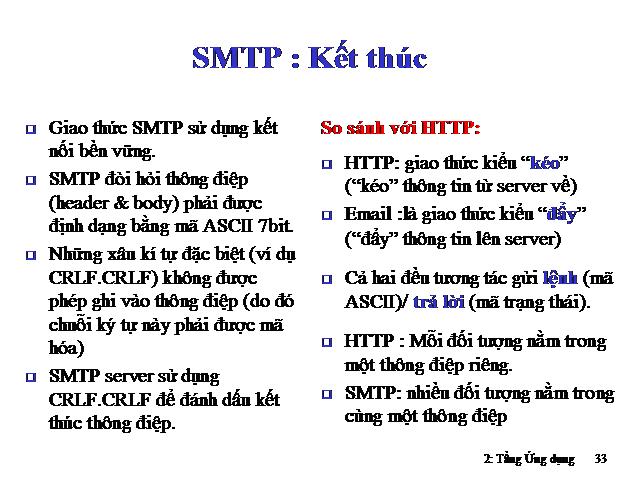 SMTP : Kết thúc
Giao thức SMTP sử dụng kết
nối bền vững.
SMTP đòi hỏi thông điệp
(header & body) phải được
định dạng bằng mã ASCII 7bit.
Những xâu kí tự đặc biệt (ví dụ
CRLF.CRLF) không được
phép ghi vào thông điệp (do đó
chuỗi ký tự này phải được mã
hóa)
SMTP server sử dụng
CRLF.CRLF để đánh dấu kết
thúc thông điệp.
So sánh với HTTP:
HTTP: giao thức kiểu “kéo”
(“kéo” thông tin từ server về)
Email :là giao thức kiểu “đẩy”
(“đẩy” thông tin lên server)
Cả hai đều tương tác gửi lệnh (mã
ASCII)/ trả lời (mã trạng thái).
HTTP : Mỗi đối tượng nằm trong
một thông điệp riêng.
SMTP: nhiều đối tượng nằm trong
cùng một thông điệp
2: Tầng Ứng dụng 33